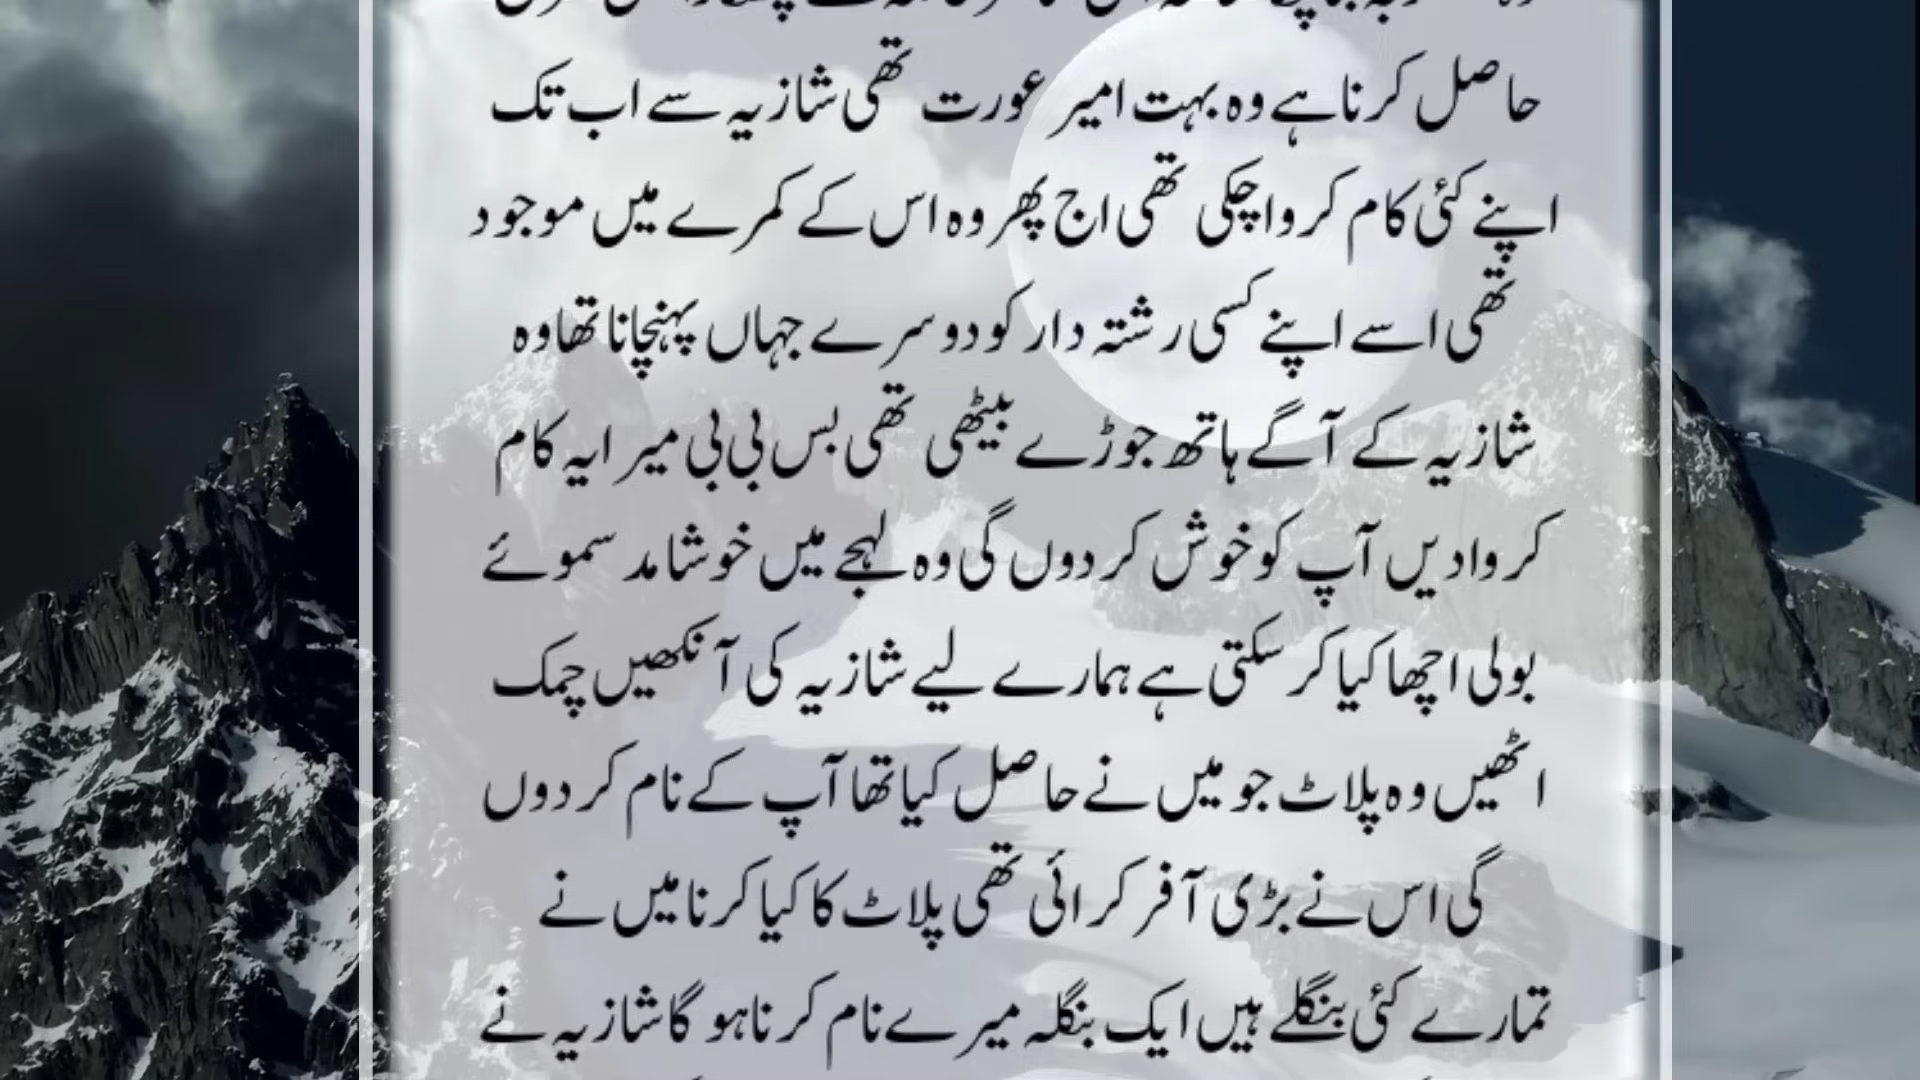 حاصل کرنا ہے وہ بہت امیر عورت تھی شازیہ سے اب تک
اپنے کئی کام کروا چکی تھی اج پھر وہ اس کے کمرے میں موجود
تھی اسے اپنے کسی رشتہ دار کو دوسرے جہاں پہنچانا تھا وہ
شازیہ کے آگے ہاتھ جوڑے بیٹھی تھی بس بی بی میرا یہ کام
کروا دیں آپ کو خوش کر دوں گی وہ لہجے میں خوشامد سموئے
بولی اچھا کیا کر سکتی ہے ہمارے لیے شازیہ کی آنکھیں چمک
اٹھیں وہ پلاٹ جو میں نے حاصل کیا تھا آپ کے نام کر دوں
گی اس نے بڑی آفر کرائی تھی پلاٹ کا کیا کرنا میں نے
تمارے کئی بنگلے ہیں ایک بنگلہ میرے نام کرنا ہو گا شازیہ نے